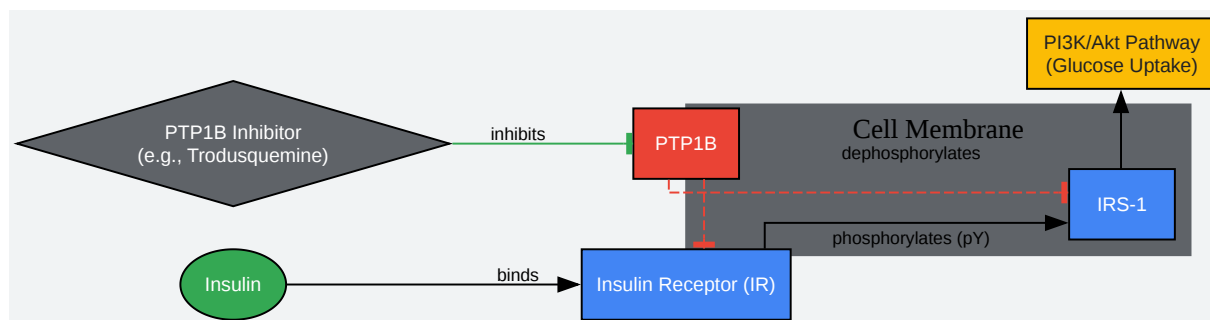 PI3K/Akt Pathway
(Glucose Uptake)
PTP1B Inhibitor
(e.g., Trodusquemine)
inhibits
PTP1B
Cell Membrane
dephosphorylates
IRS-1
phosphorylates (pY)
Insulin
binds
Insulin Receptor (IR)